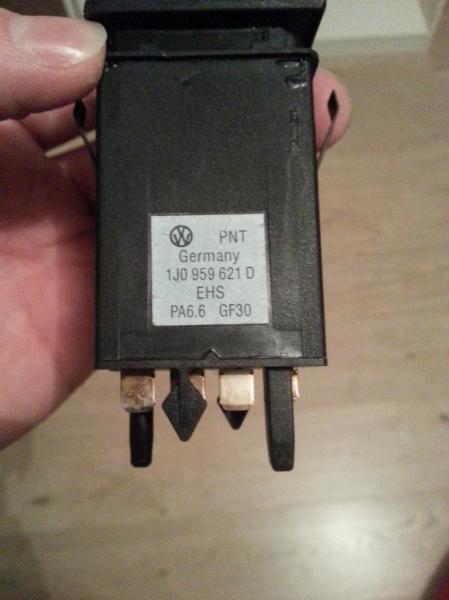 PNT
Germany
1J0 959 621 D
EHS
PA6.6 GF30